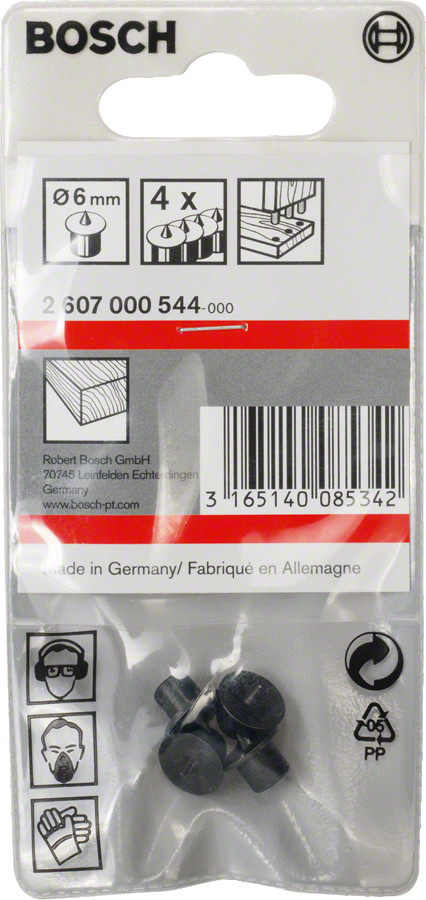 BOSCH
Ø 6 mm
4 x
2 607 000 544-000
Robert Bosch GmbH
70745 Leinfelden Echterdingen
Germany
www.bosch-pt.com
3 165140 085342
Made in Germany/ Fabriqué en Allemagne
05
PP